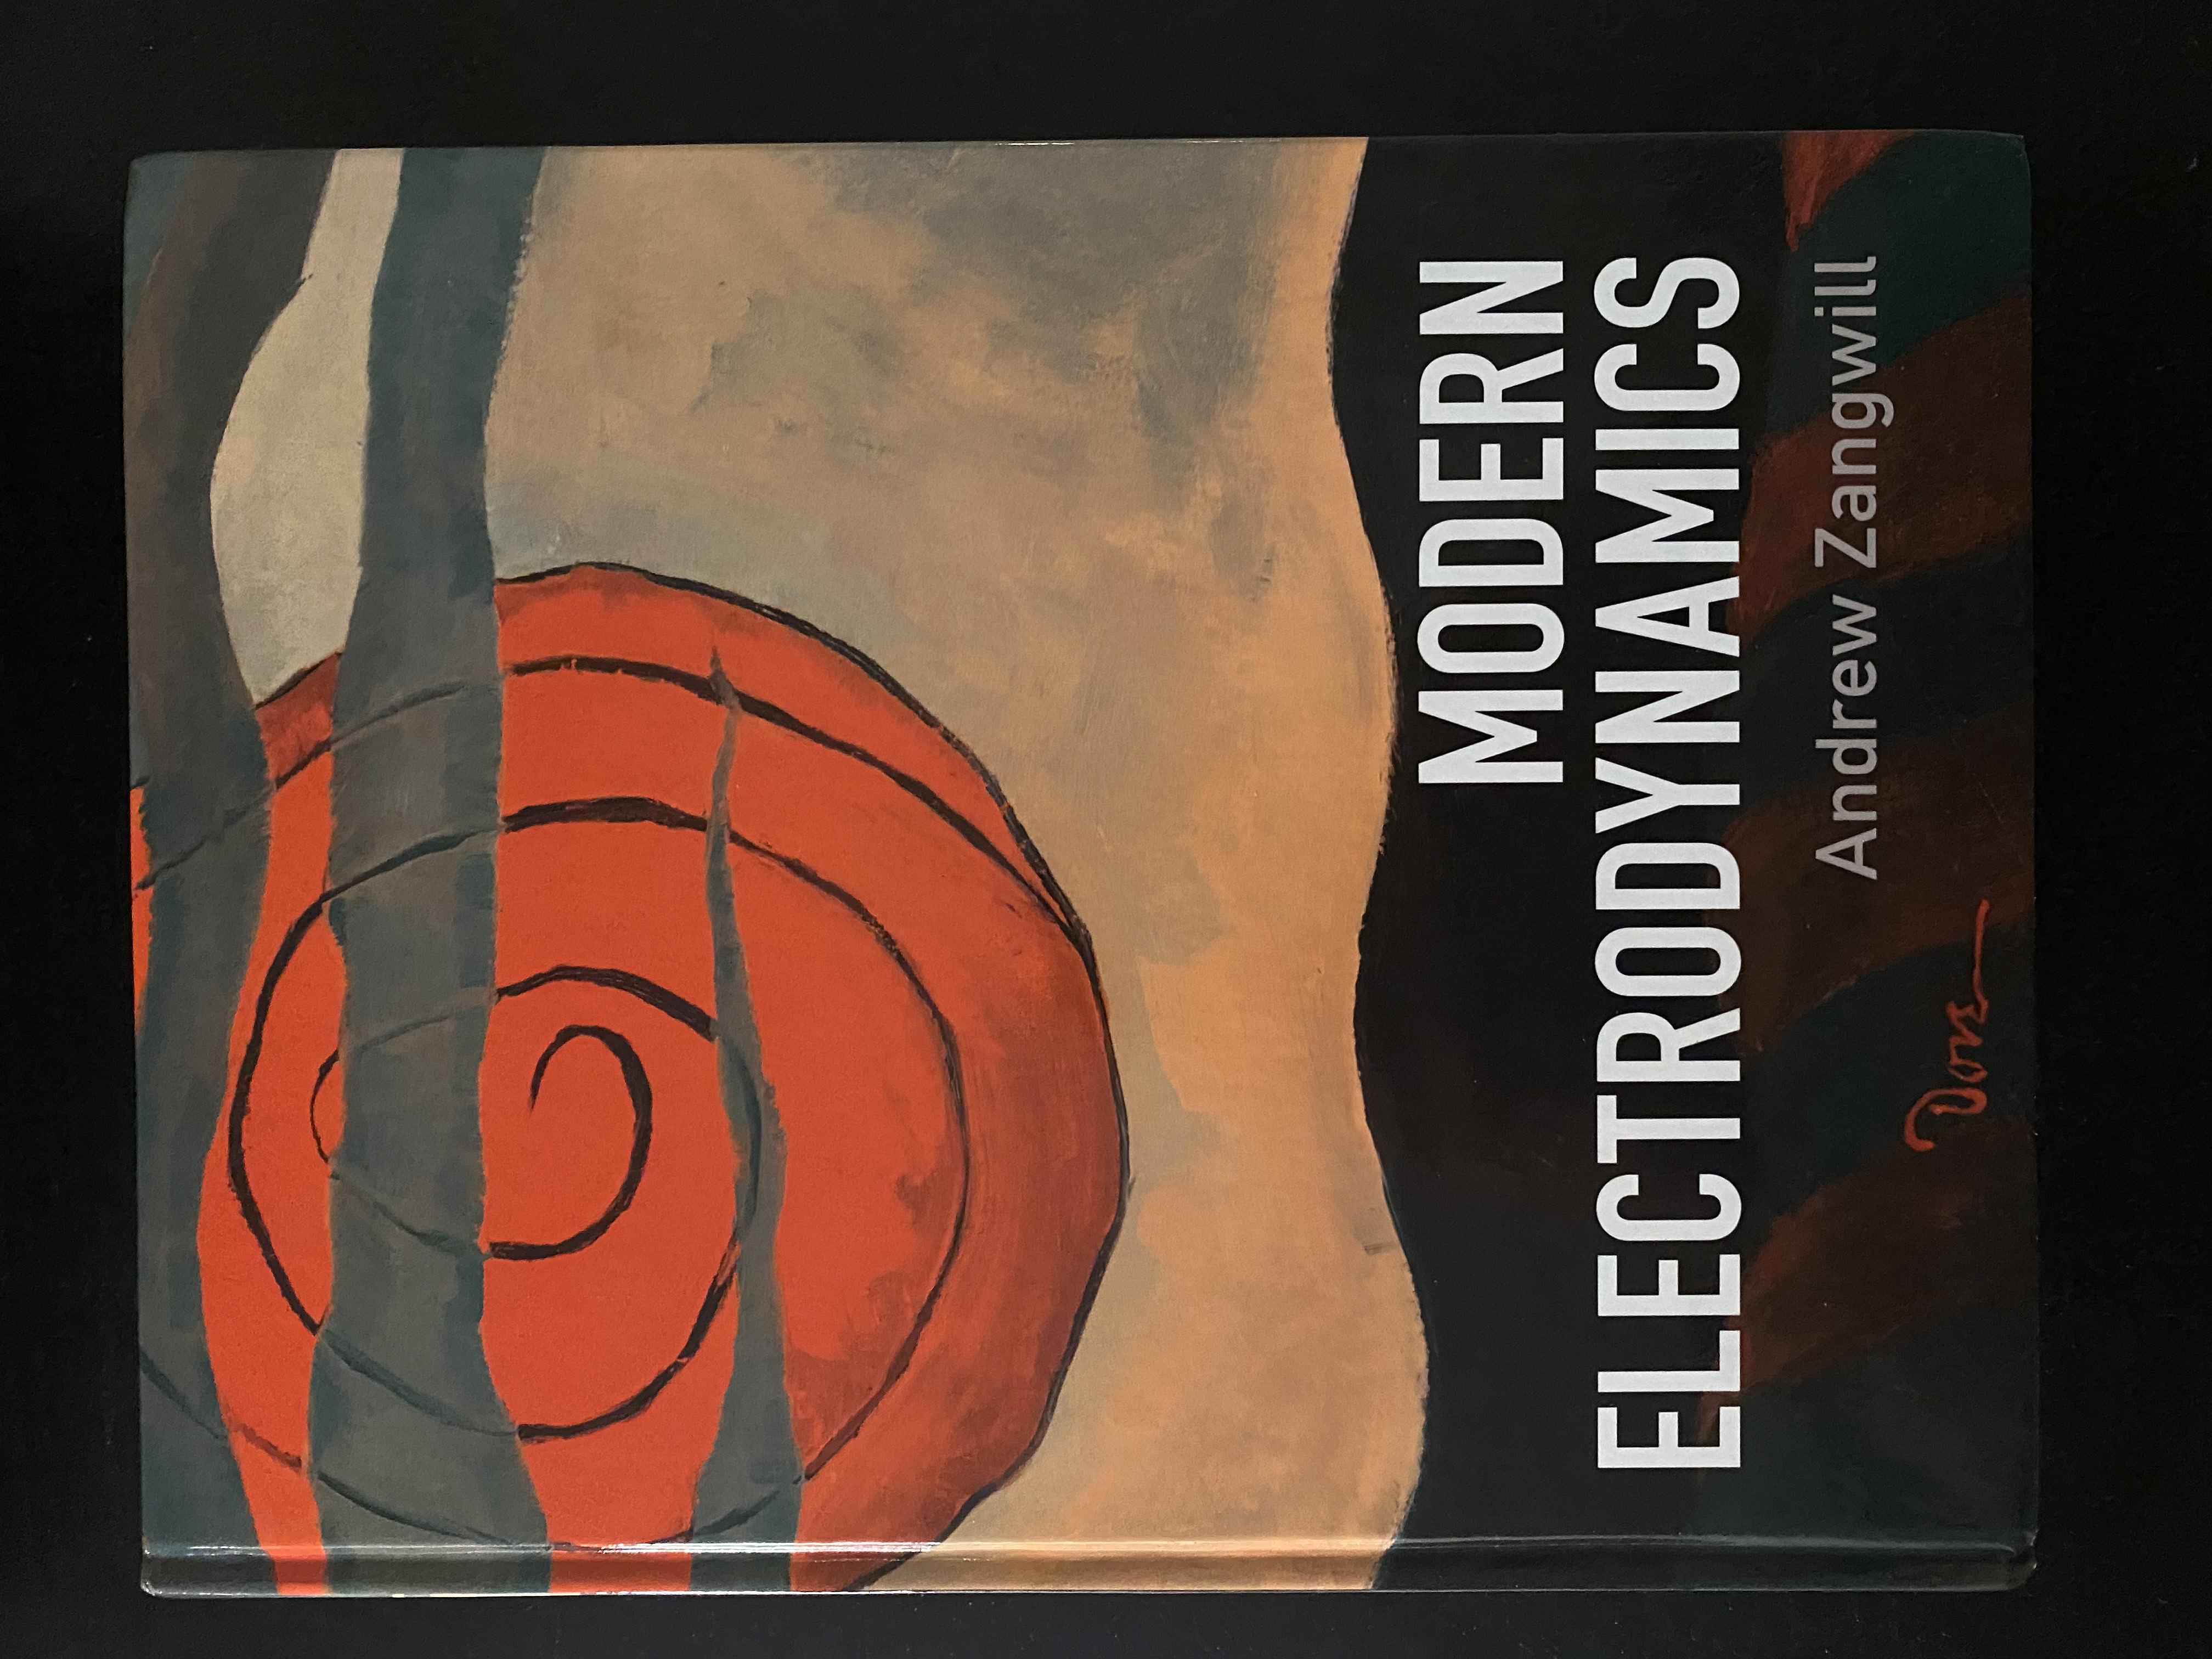 MODERN
ELECTRODYNAMICS
Andrew Zangwill
Dove